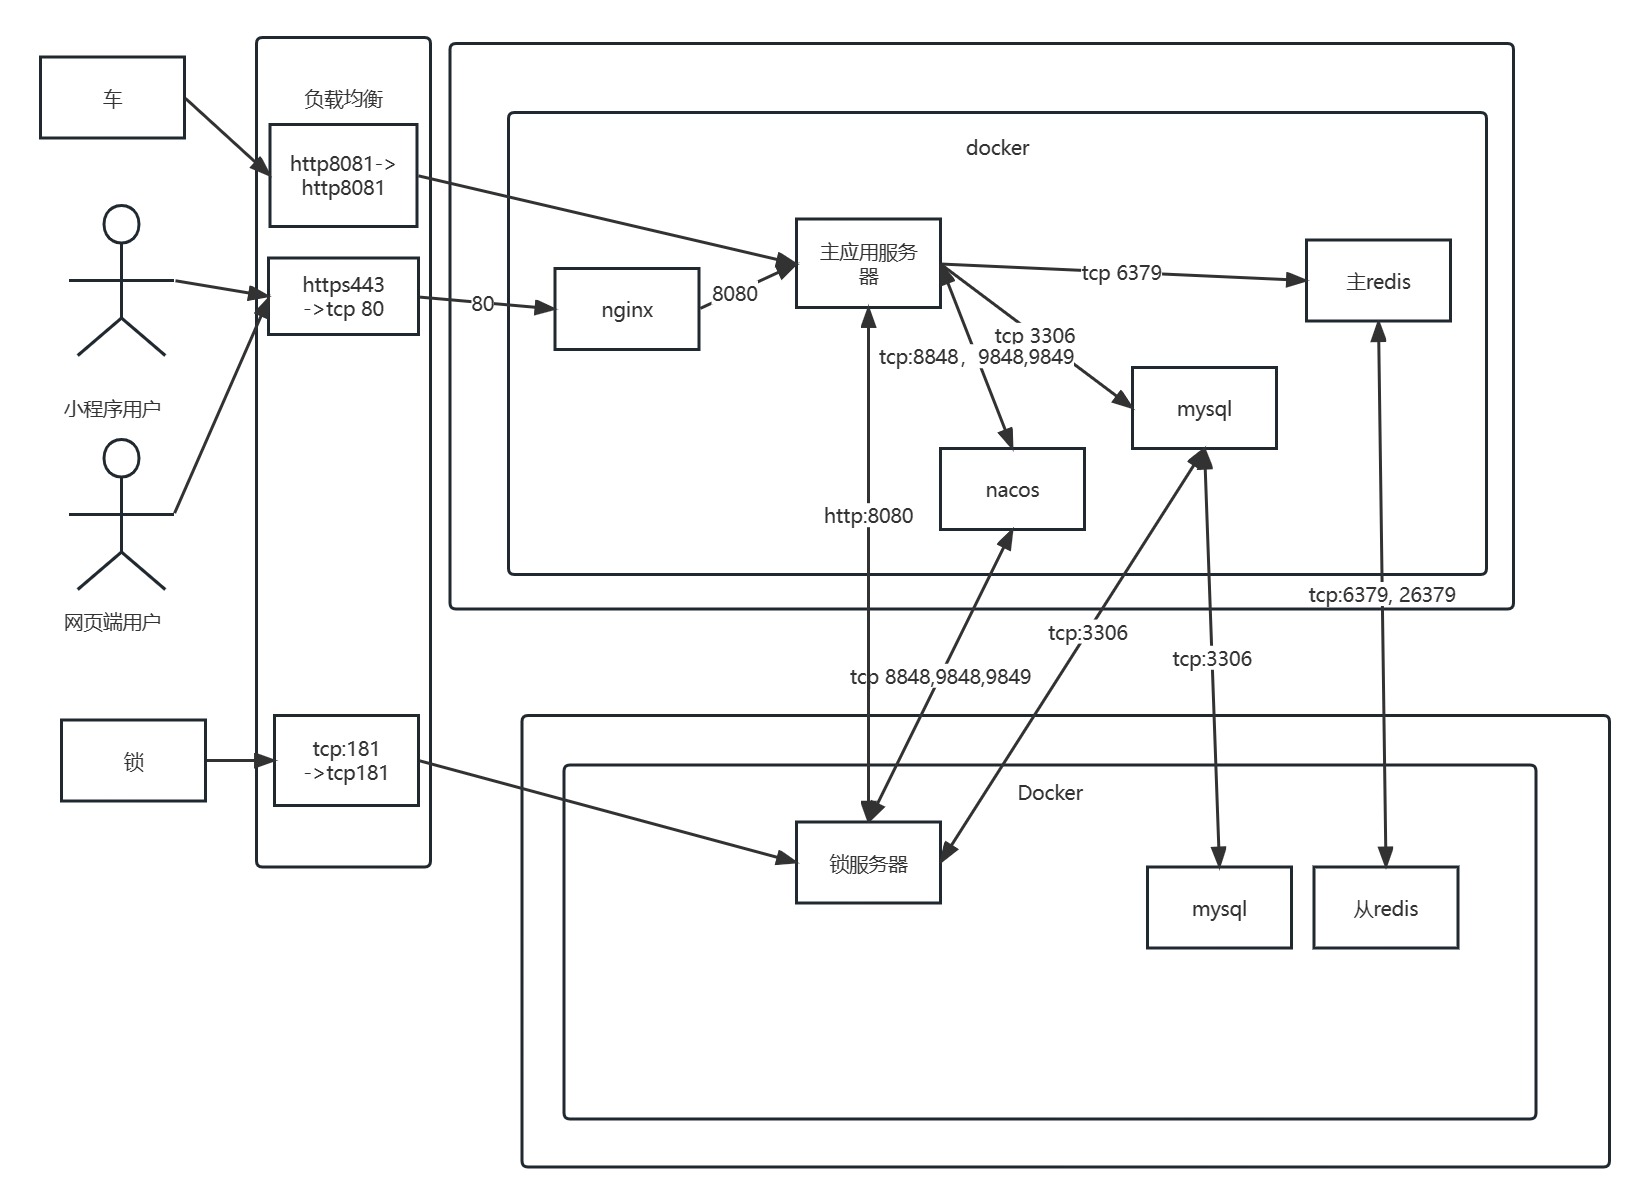 车
负载均衡
http8081->
http8081
docker
主应用服务
器
tcp 6379
主redis
https443
->tcp 80
80
nginx
8080
tcp 3306
tcp:8848，9848,9849
小程序用户
mysql
nacos
http:8080
网页端用户
tcp:6379, 26379
tcp:3306
tcp:3306
tcp 8848,9848,9849
锁
tcp:181
->tcp181
Docker
锁服务器
mysql
从redis